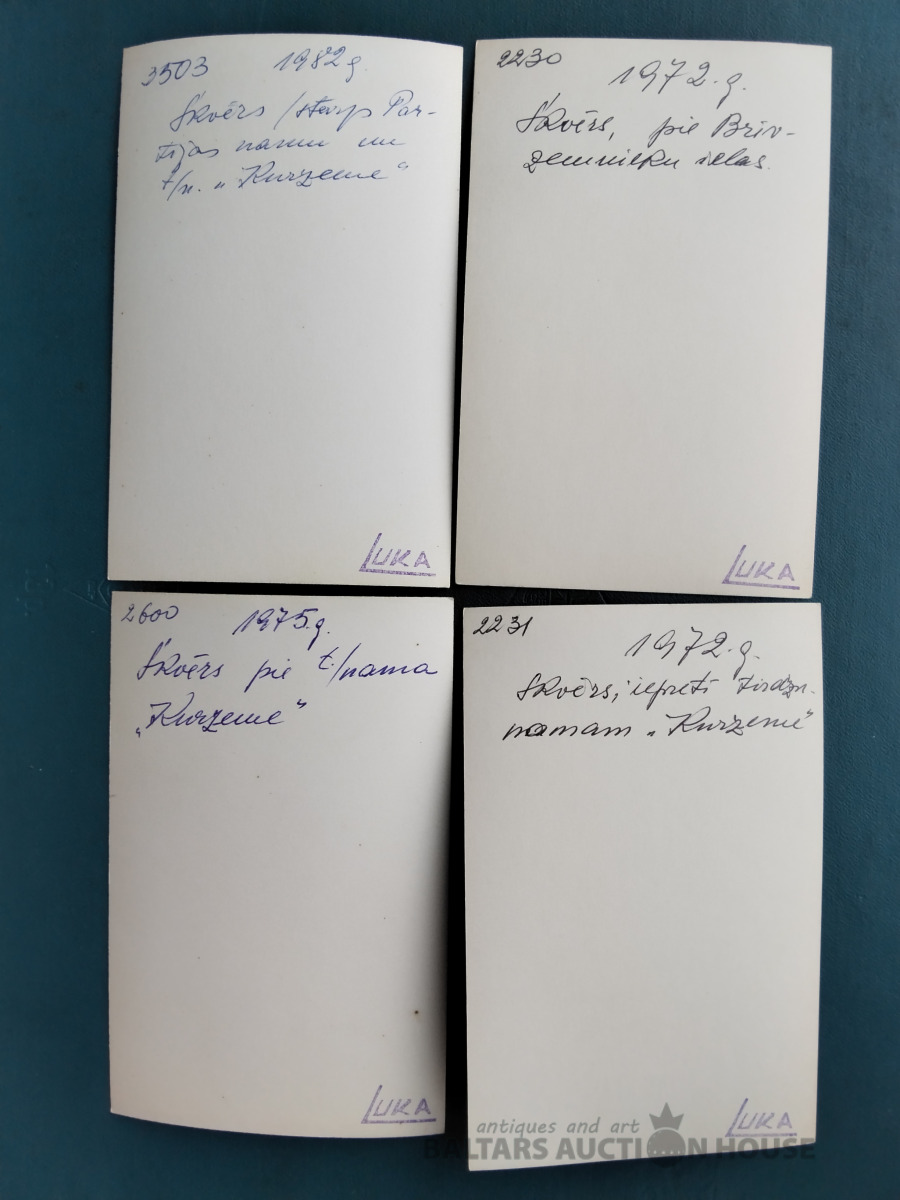 3503 1982 g.
Skvērs /starp Par-
tijas namu un
t/n. „Kurzeme"
LUKA
2230 1972. g.
Skvērs, pie Brīv-
zemnieku ielas.
LUKA
2600 1975. g.
Skvērs pie t./nama
„Kurzeme"
LUKA
2231 1972. g.
Skvērs, iepretī tirdzn.
namam „Kurzeme"
LUKA
antiques and art
BALTARS AUCTION HOUSE